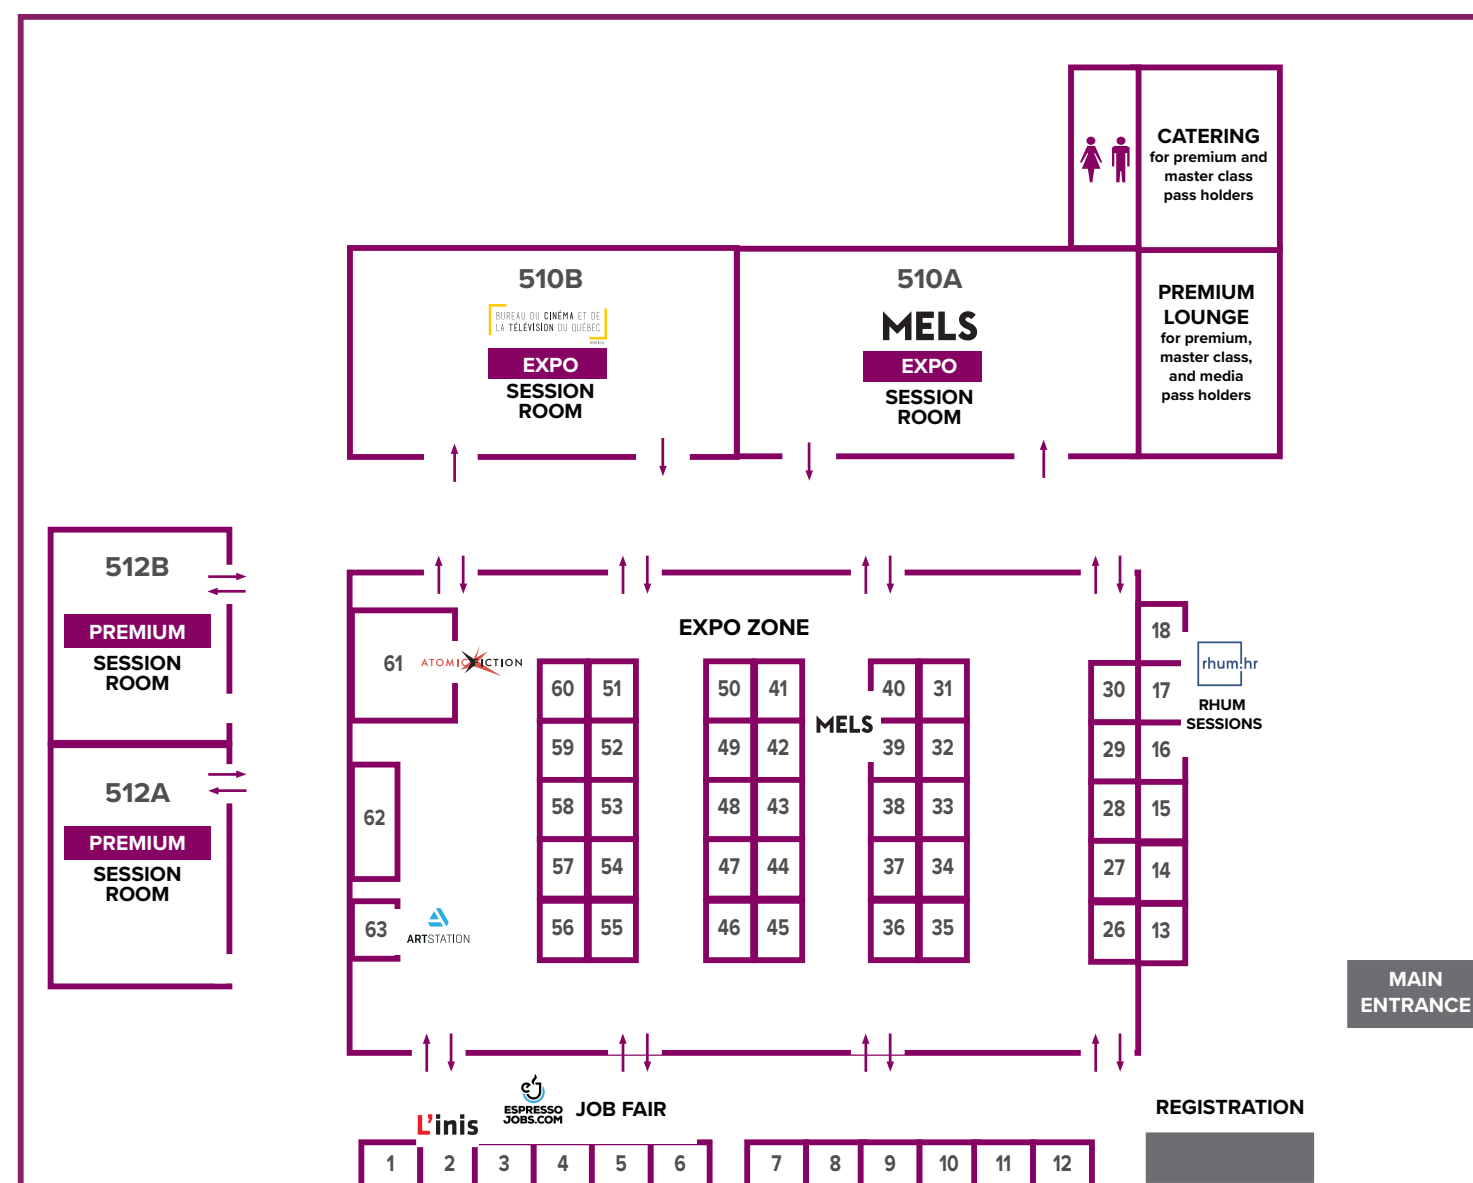 CATERING
for premium and
master class
pass holders
510B
BUREAU DU CINÉMA ET DE
LA TÉLÉVISION DU QUÉBEC
EXPO
SESSION
ROOM
510A
MELS
EXPO
SESSION
ROOM
PREMIUM
LOUNGE
for premium,
master class,
and media
pass holders
512B
PREMIUM
SESSION
ROOM
512A
PREMIUM
SESSION
ROOM
EXPO ZONE
61
ATOMIC FICTION
62
63
ARTSTATION
60 51
59 52
58 53
57 54
56 55
50 41
49 42
48 43
47 44
46 45
MELS
40 31
39 32
38 33
37 34
36 35
18
30 17
29 16
28 15
27 14
26 13
rhum!hr
RHUM
SESSIONS
MAIN
ENTRANCE
L'inis
eJ
ESPRESSO
JOBS.COM
JOB FAIR
REGISTRATION
1 2 3 4 5 6 7 8 9 10 11 12